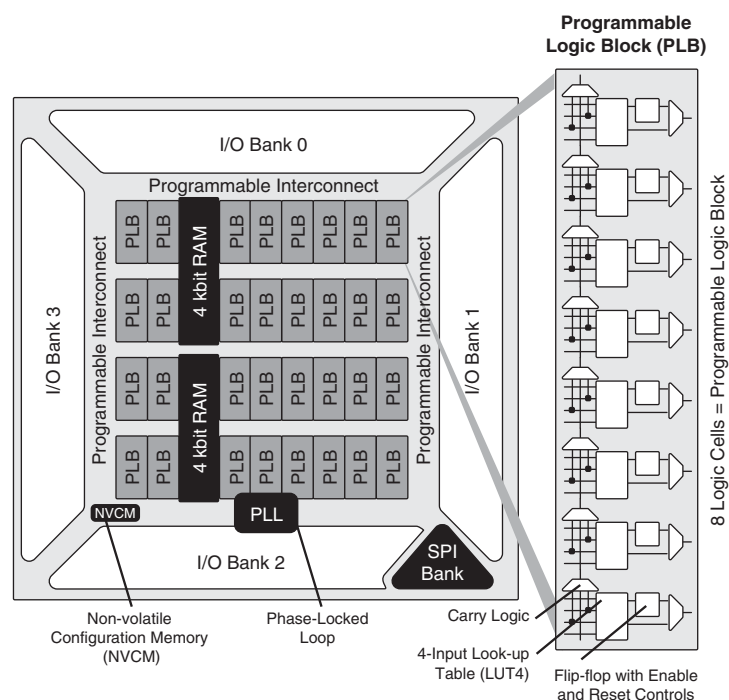 Programmable
Logic Block (PLB)
I/O Bank 0
Programmable Interconnect
I/O Bank 3
Programmable Interconnect
PLB PLB PLB PLB PLB PLB PLB PLB
4 kbit RAM
PLB PLB PLB PLB PLB PLB PLB PLB
PLB PLB PLB PLB PLB PLB PLB PLB
4 kbit RAM
PLB PLB PLB PLB PLB PLB PLB PLB
Programmable Interconnect
I/O Bank 1
8 Logic Cells = Programmable Logic Block
NVCM
PLL
I/O Bank 2
SPI
Bank
Non-volatile
Configuration Memory
(NVCM)
Phase-Locked
Loop
Carry Logic
4-Input Look-up
Table (LUT4)
Flip-flop with Enable
and Reset Controls